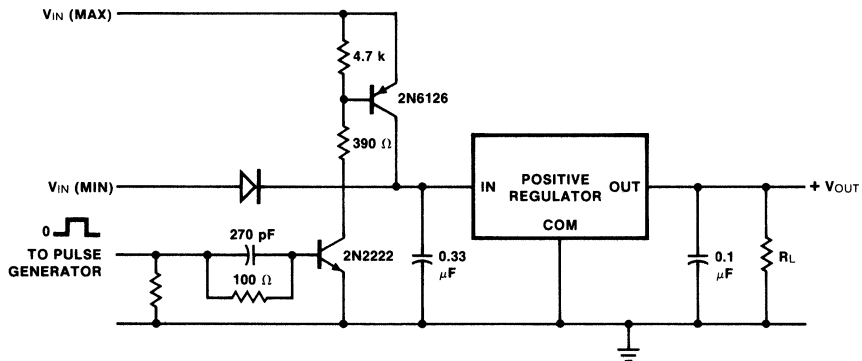 VIN (MAX)
4.7 k
2N6126
390 Ω
VIN (MIN)
IN
POSITIVE
REGULATOR
OUT
COM
+ VOUT
0
TO PULSE
GENERATOR
270 pF
100 Ω
2N2222
0.33
μF
0.1
μF
RL